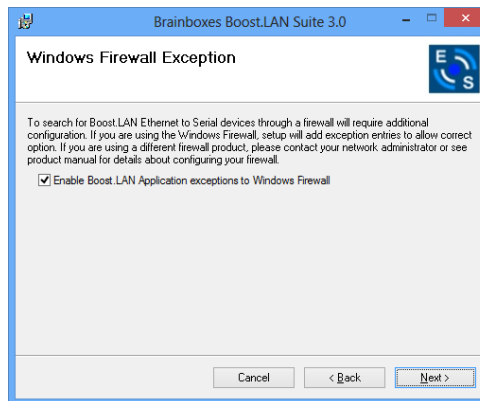 Brainboxes Boost.LAN Suite 3.0
Windows Firewall Exception
E
S
To search for Boost.LAN Ethernet to Serial devices through a firewall will require additional
configuration. If you are using the Windows Firewall, setup will add exception entries to allow correct
option. If you are using a different firewall product, please contact your network administrator or see
product manual for details about configuring your firewall.
Enable Boost.LAN Application exceptions to Windows Firewall
Cancel < Back Next >